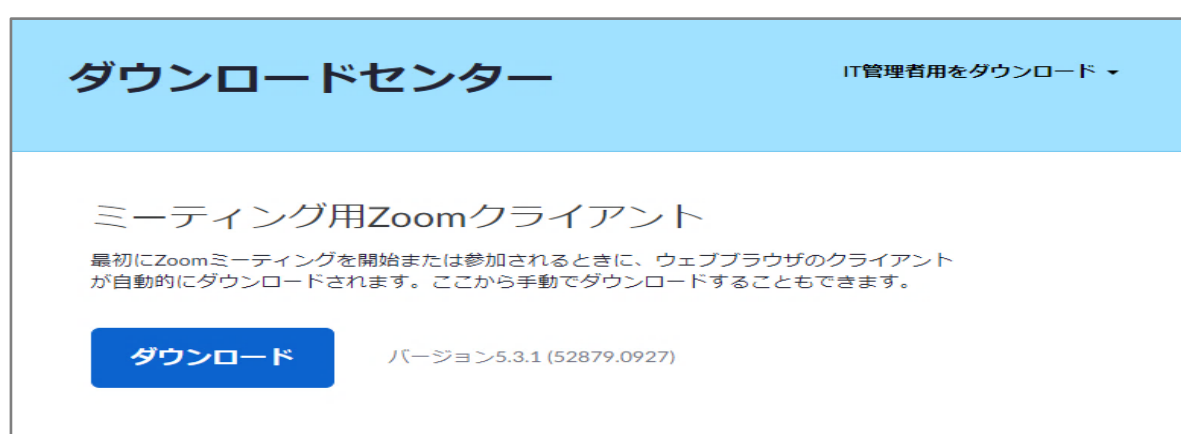 ダウンロードセンター
IT管理者用をダウンロード
ミーティング用Zoomクライアント
最初にZoomミーティングを開始または参加されるときに、ウェブブラウザのクライアント
が自動的にダウンロードされます。ここから手動でダウンロードすることもできます。
ダウンロード
バージョン5.3.1 (52879.0927)